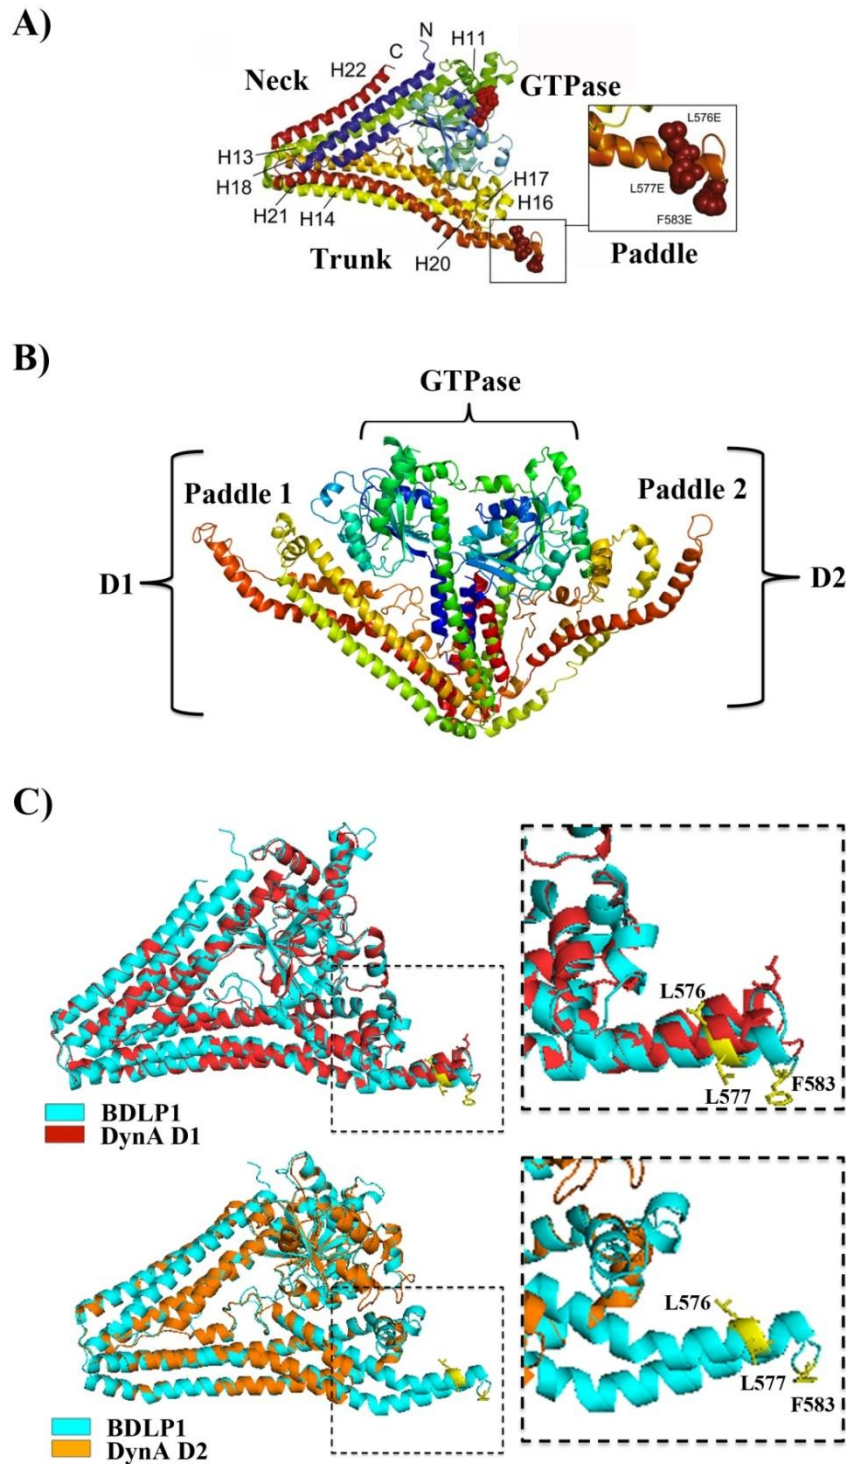 A)
N
C
H11
H22
Neck
GTPase
L576E
H13
H18
H17
L577E
H21
H14
H16
F583E
Trunk
H20
Paddle
B)
GTPase
Paddle 1
Paddle 2
D1
D2
C)
L576
L577
F583
BDLP1
DynA D1
L576
L577
F583
BDLP1
DynA D2